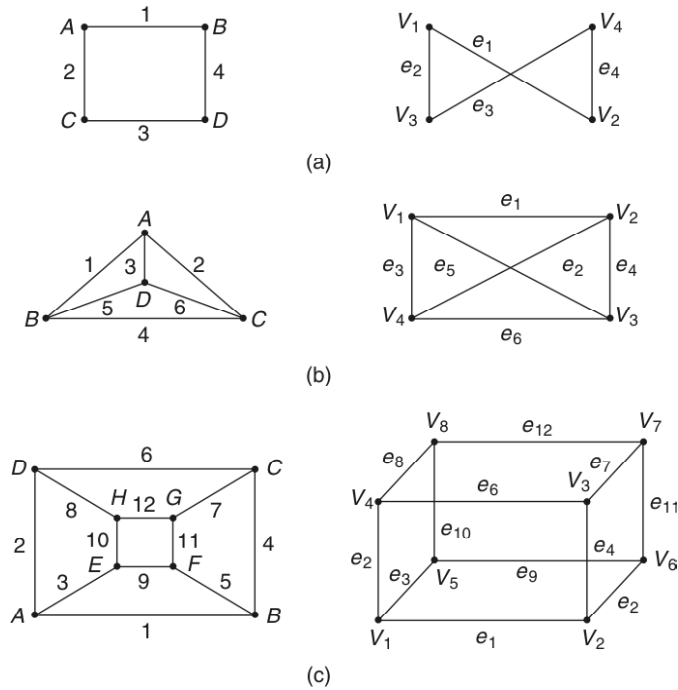 1
A B V₁ V₄
e₁
2 4 e₂ e₄
C D V₃ e₃ V₂
3
(a)
A V₁ e₁ V₂
1 3 2 e₃ e₅ e₂ e₄
D
B 5 6 C V₄ V₃
4 e₆
(b)
V₈ e₁₂ V₇
6
D C e₈ e₇
H 12 G V₄ e₆ V₃
8 7 e₁₁
2 10 11 4 e₁₀
E F e₂ e₃ V₅ e₉ e₄ V₆
3 9 5 e₂
A B V₁ V₂
1 e₁
(c)